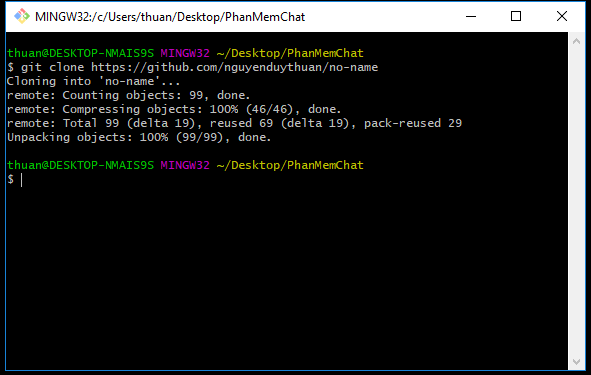 MINGW32:/c/Users/thuan/Desktop/PhanMemChat
thuan@DESKTOP-NMAIS9S MINGW32 ~/Desktop/PhanMemChat
$ git clone https://github.com/nguyenduythuan/no-name
Cloning into 'no-name'...
remote: Counting objects: 99, done.
remote: Compressing objects: 100% (46/46), done.
remote: Total 99 (delta 19), reused 69 (delta 19), pack-reused 29
Unpacking objects: 100% (99/99), done.
thuan@DESKTOP-NMAIS9S MINGW32 ~/Desktop/PhanMemChat
$